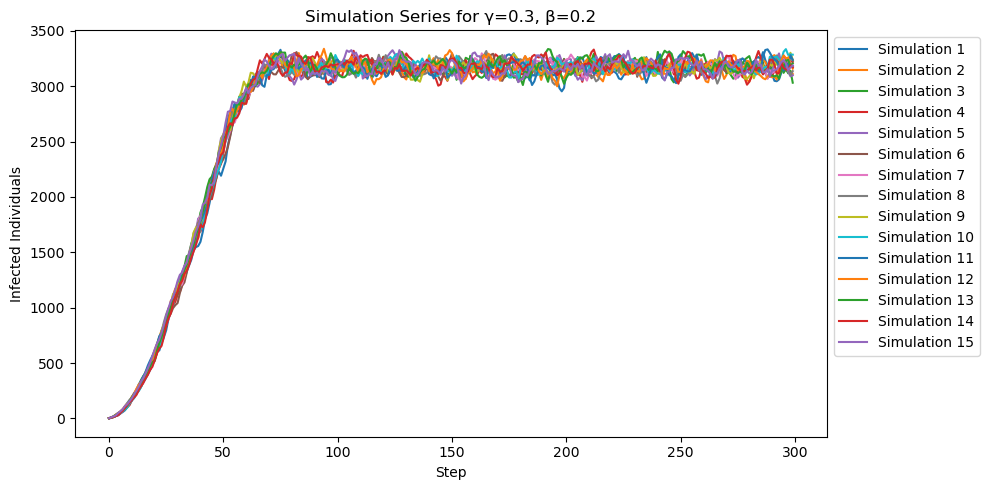 Simulation Series for γ=0.3, β=0.2
Infected Individuals
3500
3000
2500
2000
1500
1000
500
0
0 50 100 150 200 250 300
Step
Simulation 1
Simulation 2
Simulation 3
Simulation 4
Simulation 5
Simulation 6
Simulation 7
Simulation 8
Simulation 9
Simulation 10
Simulation 11
Simulation 12
Simulation 13
Simulation 14
Simulation 15